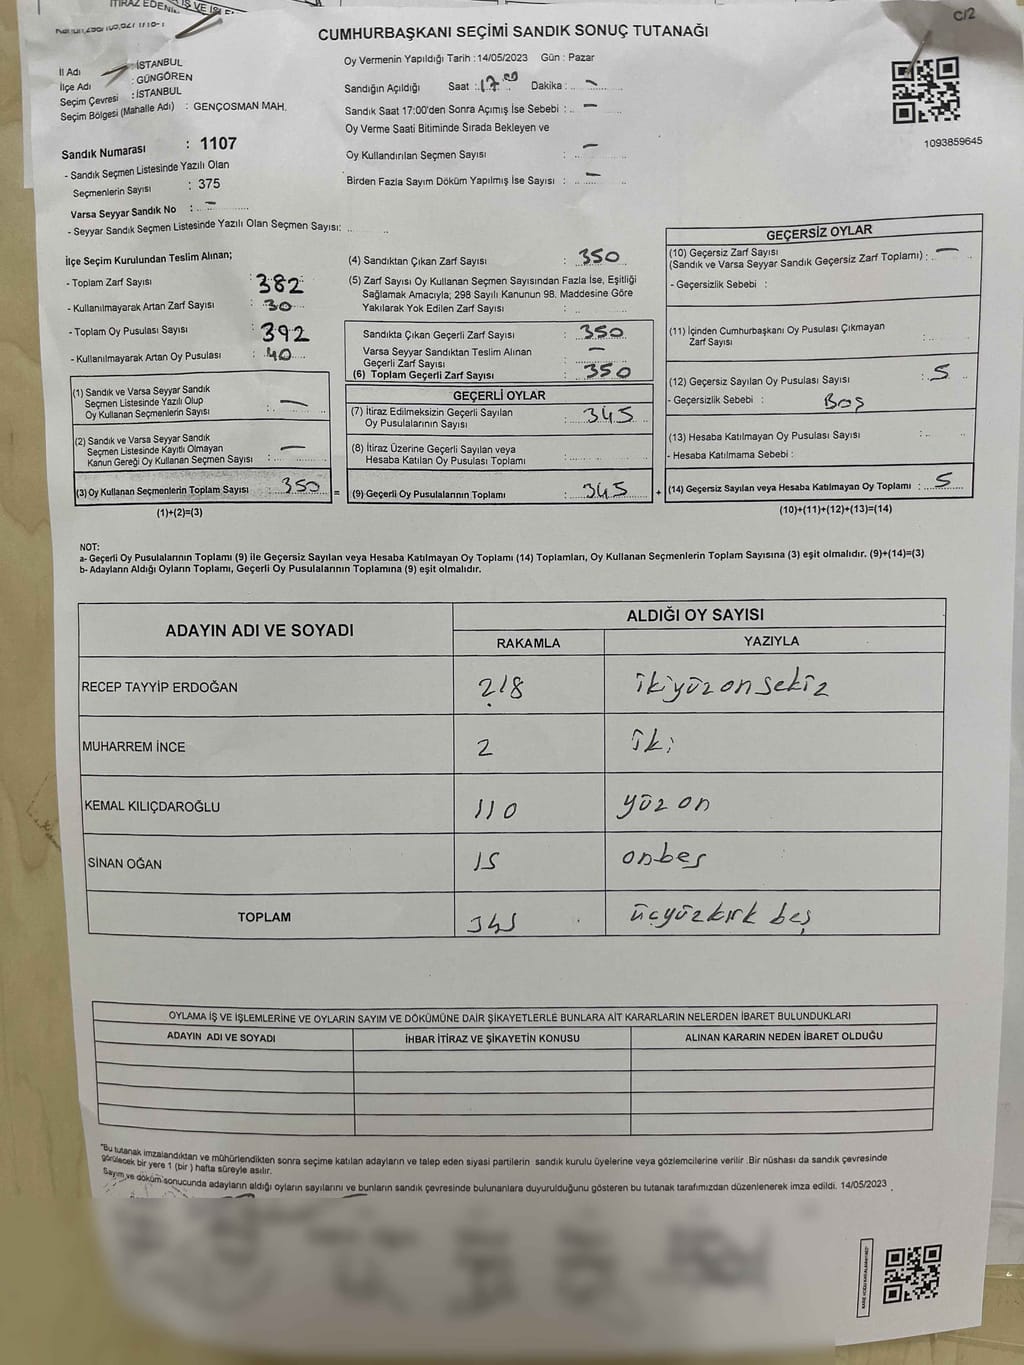 CUMHURBAŞKANI SEÇİMİ SANDIK SONUÇ TUTANAĞI
C/2
İl Adı : İSTANBUL
İlçe Adı : GÜNGÖREN
Seçim Çevresi : İSTANBUL
Seçim Bölgesi (Mahalle Adı) : GENÇOSMAN MAH.
Sandık Numarası : 1107
- Sandık Seçmen Listesinde Yazılı Olan
Seçmenlerin Sayısı : 375
Varsa Seyyar Sandık No : -
- Seyyar Sandık Seçmen Listesinde Yazılı Olan Seçmen Sayısı:
Oy Vermenin Yapıldığı Tarih : 14/05/2023 Gün : Pazar
Sandığın Açıldığı Saat : 17.00 Dakika : -
Sandık Saat 17:00'den Sonra Açımış İse Sebebi : -
Oy Verme Saati Bitiminde Sırada Bekleyen ve
Oy Kullandırılan Seçmen Sayısı : -
Birden Fazla Sayım Döküm Yapılmış İse Sayısı : -
1093859645
İlçe Seçim Kurulundan Teslim Alınan;
- Toplam Zarf Sayısı : 382
- Kullanılmayarak Artan Zarf Sayısı : 30
- Toplam Oy Pusulası Sayısı : 392
- Kullanılmayarak Artan Oy Pusulası : 40
(1) Sandık ve Varsa Seyyar Sandık
Seçmen Listesinde Yazılı Olup
Oy Kullanan Seçmenlerin Sayısı : -
(2) Sandık ve Varsa Seyyar Sandık
Seçmen Listesinde Kayıtlı Olmayan
Kanun Gereği Oy Kullanan Seçmen Sayısı : -
(3) Oy Kullanan Seçmenlerin Toplam Sayısı : 350 =
(1)+(2)=(3)
(4) Sandıktan Çıkan Zarf Sayısı : 350
(5) Zarf Sayısı Oy Kullanan Seçmen Sayısından Fazla İse, Eşitliği
Sağlamak Amacıyla; 298 Sayılı Kanunun 98. Maddesine Göre
Yakılarak Yok Edilen Zarf Sayısı :
Sandıkta Çıkan Geçerli Zarf Sayısı : 350
Varsa Seyyar Sandıktan Teslim Alınan
Geçerli Zarf Sayısı : -
(6) Toplam Geçerli Zarf Sayısı : 350
GEÇERLİ OYLAR
(7) İtiraz Edilmeksizin Geçerli Sayılan
Oy Pusulalarının Sayısı : 345
(8) İtiraz Üzerine Geçerli Sayılan veya
Hesaba Katılan Oy Pusulası Toplamı :
(9) Geçerli Oy Pusulalarının Toplamı : 345 +
GEÇERSİZ OYLAR
(10) Geçersiz Zarf Sayısı
(Sandık ve Varsa Seyyar Sandık Geçersiz Zarf Toplamı) : -
- Geçersizlik Sebebi :
(11) İçinden Cumhurbaşkanı Oy Pusulası Çıkmayan
Zarf Sayısı :
(12) Geçersiz Sayılan Oy Pusulası Sayısı : 5
- Geçersizlik Sebebi : Boş
(13) Hesaba Katılmayan Oy Pusulası Sayısı :
- Hesaba Katılmama Sebebi :
(14) Geçersiz Sayılan veya Hesaba Katılmayan Oy Toplamı : 5
(10)+(11)+(12)+(13)=(14)
NOT:
a- Geçerli Oy Pusulalarının Toplamı (9) ile Geçersiz Sayılan veya Hesaba Katılmayan Oy Toplamı (14) Toplamları, Oy Kullanan Seçmenlerin Toplam Sayısına (3) eşit olmalıdır. (9)+(14)=(3)
b- Adayların Aldığı Oyların Toplamı, Geçerli Oy Pusulalarının Toplamına (9) eşit olmalıdır.
ADAYIN ADI VE SOYADI
ALDIĞI OY SAYISI
RAKAMLA YAZIYLA
RECEP TAYYİP ERDOĞAN 218 ikiyüzonsekiz
MUHARREM İNCE 2 iki
KEMAL KILIÇDAROĞLU 110 yüzon
SİNAN OĞAN 15 onbeş
TOPLAM 345 üçyüzkırk beş
OYLAMA İŞ VE İŞLEMLERİNE VE OYLARIN SAYIM VE DÖKÜMÜNE DAİR ŞİKAYETLERLE BUNLARA AİT KARARLARIN NELERDEN İBARET BULUNDUKLARI
ADAYIN ADI VE SOYADI İHBAR İTİRAZ VE ŞİKAYETİN KONUSU ALINAN KARARIN NEDEN İBARET OLDUĞU
"Bu tutanak imzalandıktan ve mühürlendikten sonra seçime katılan adayların ve talep eden siyasi partilerin sandık kurulu üyelerine veya gözlemcilerine verilir .Bir nüshası da sandık çevresinde
görülecek bir yere 1 (bir ) hafta süreyle asılır.
Sayım ve döküm sonucunda adayların aldığı oyların sayılarını ve bunların sandık çevresinde bulunanlara duyurulduğunu gösteren bu tutanak tarafımızdan düzenlenerek imza edildi. 14/05/2023